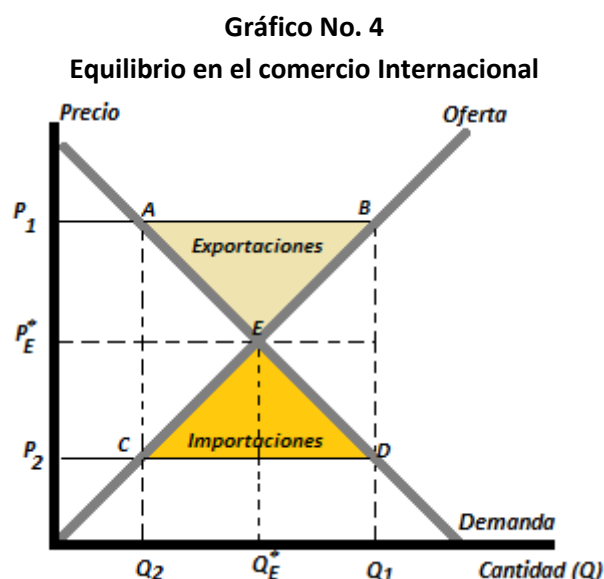 Gráfico No. 4
Equilibrio en el comercio Internacional
Precio
Oferta
P1
A
B
Exportaciones
P*E
E
P2
C
Importaciones
D
Demanda
Q2
Q*E
Q1
Cantidad (Q)